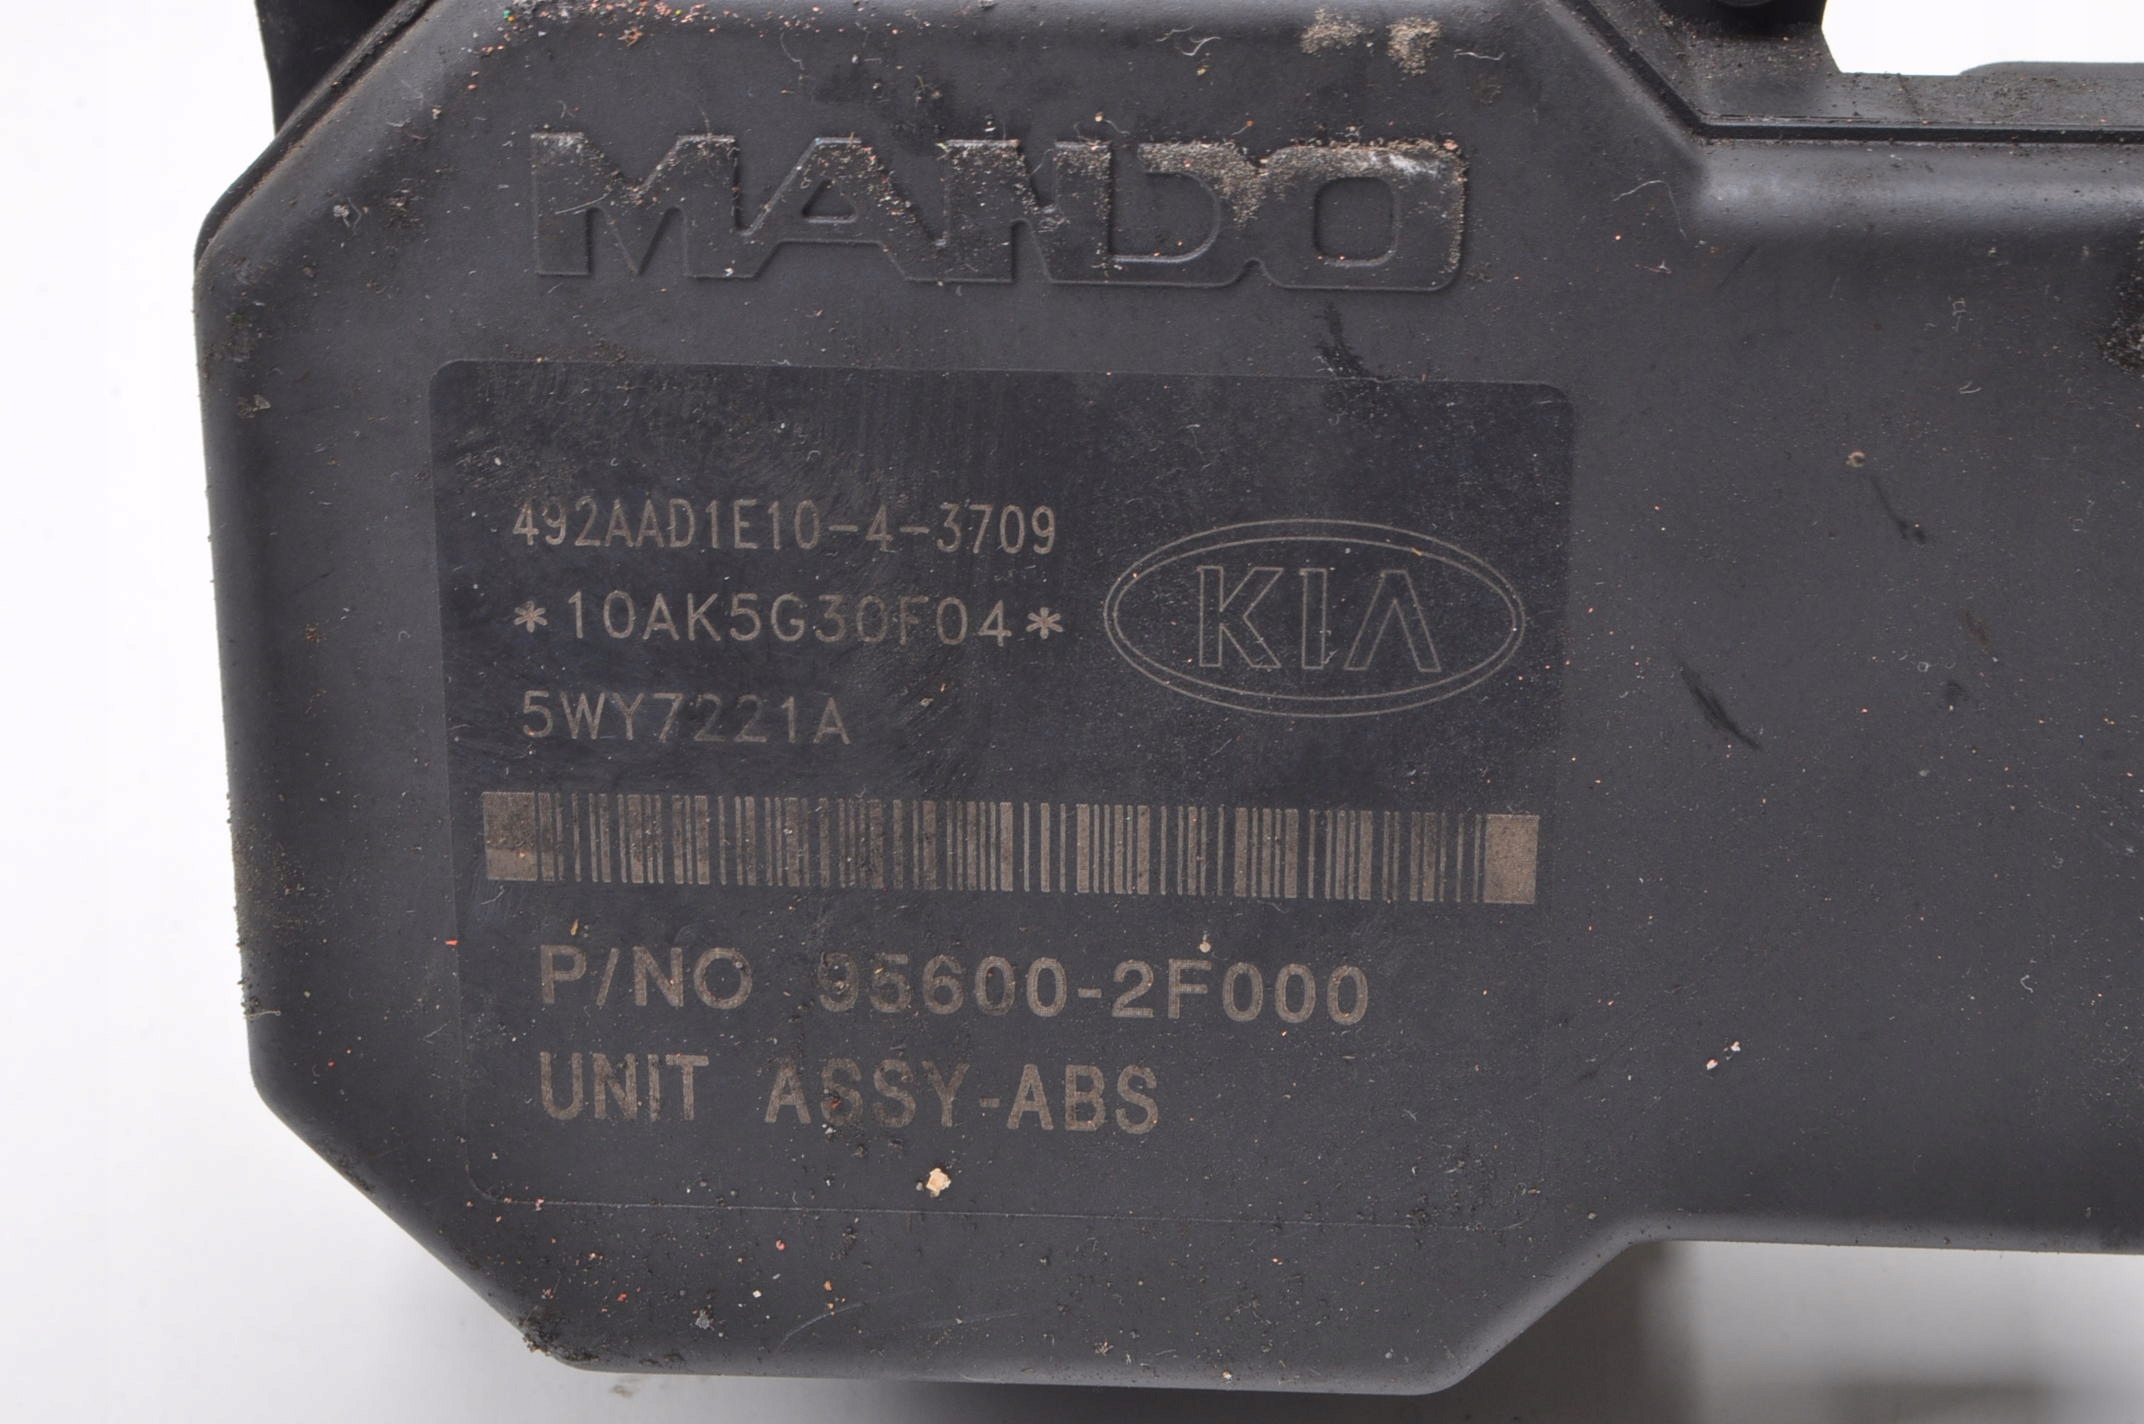 MANDO
492AAD1E10-4-3709
*10AK5G30F04*
KIA
5WY7221A
P/NO 95600-2F000
UNIT ASSY-ABS